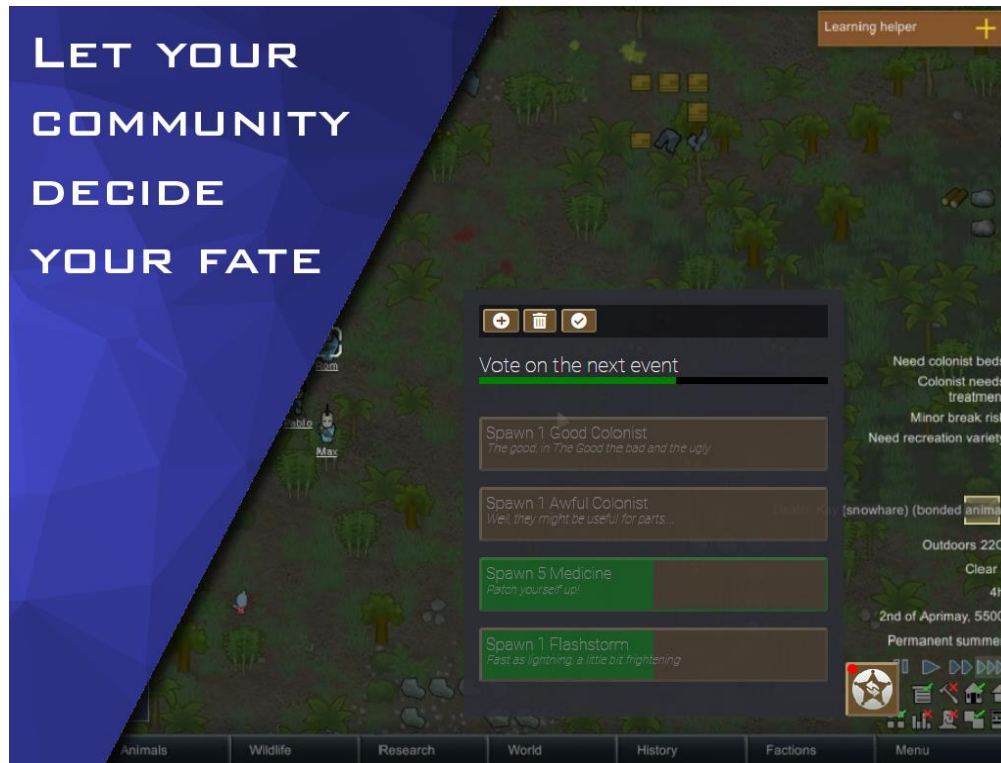 LET YOUR
COMMUNITY
DECIDE
YOUR FATE
Learning helper
Rom
Pablo
Max
Vote on the next event
Spawn 1 Good Colonist
The good, in The Good the bad and the ugly
Spawn 1 Awful Colonist
Well, they might be useful for parts...
Spawn 5 Medicine
Patch yourself up!
Spawn 1 Flashstorm
Fast as lightning, a little bit frightening
Need colonist beds
Colonist needs
treatment
Minor break risk
Need recreation variety
(snowhare) (bonded anima
Outdoors 22C
Clear
4h
2nd of Aprimay, 5500
Permanent summer
Animals
Wildlife
Research
World
History
Factions
Menu